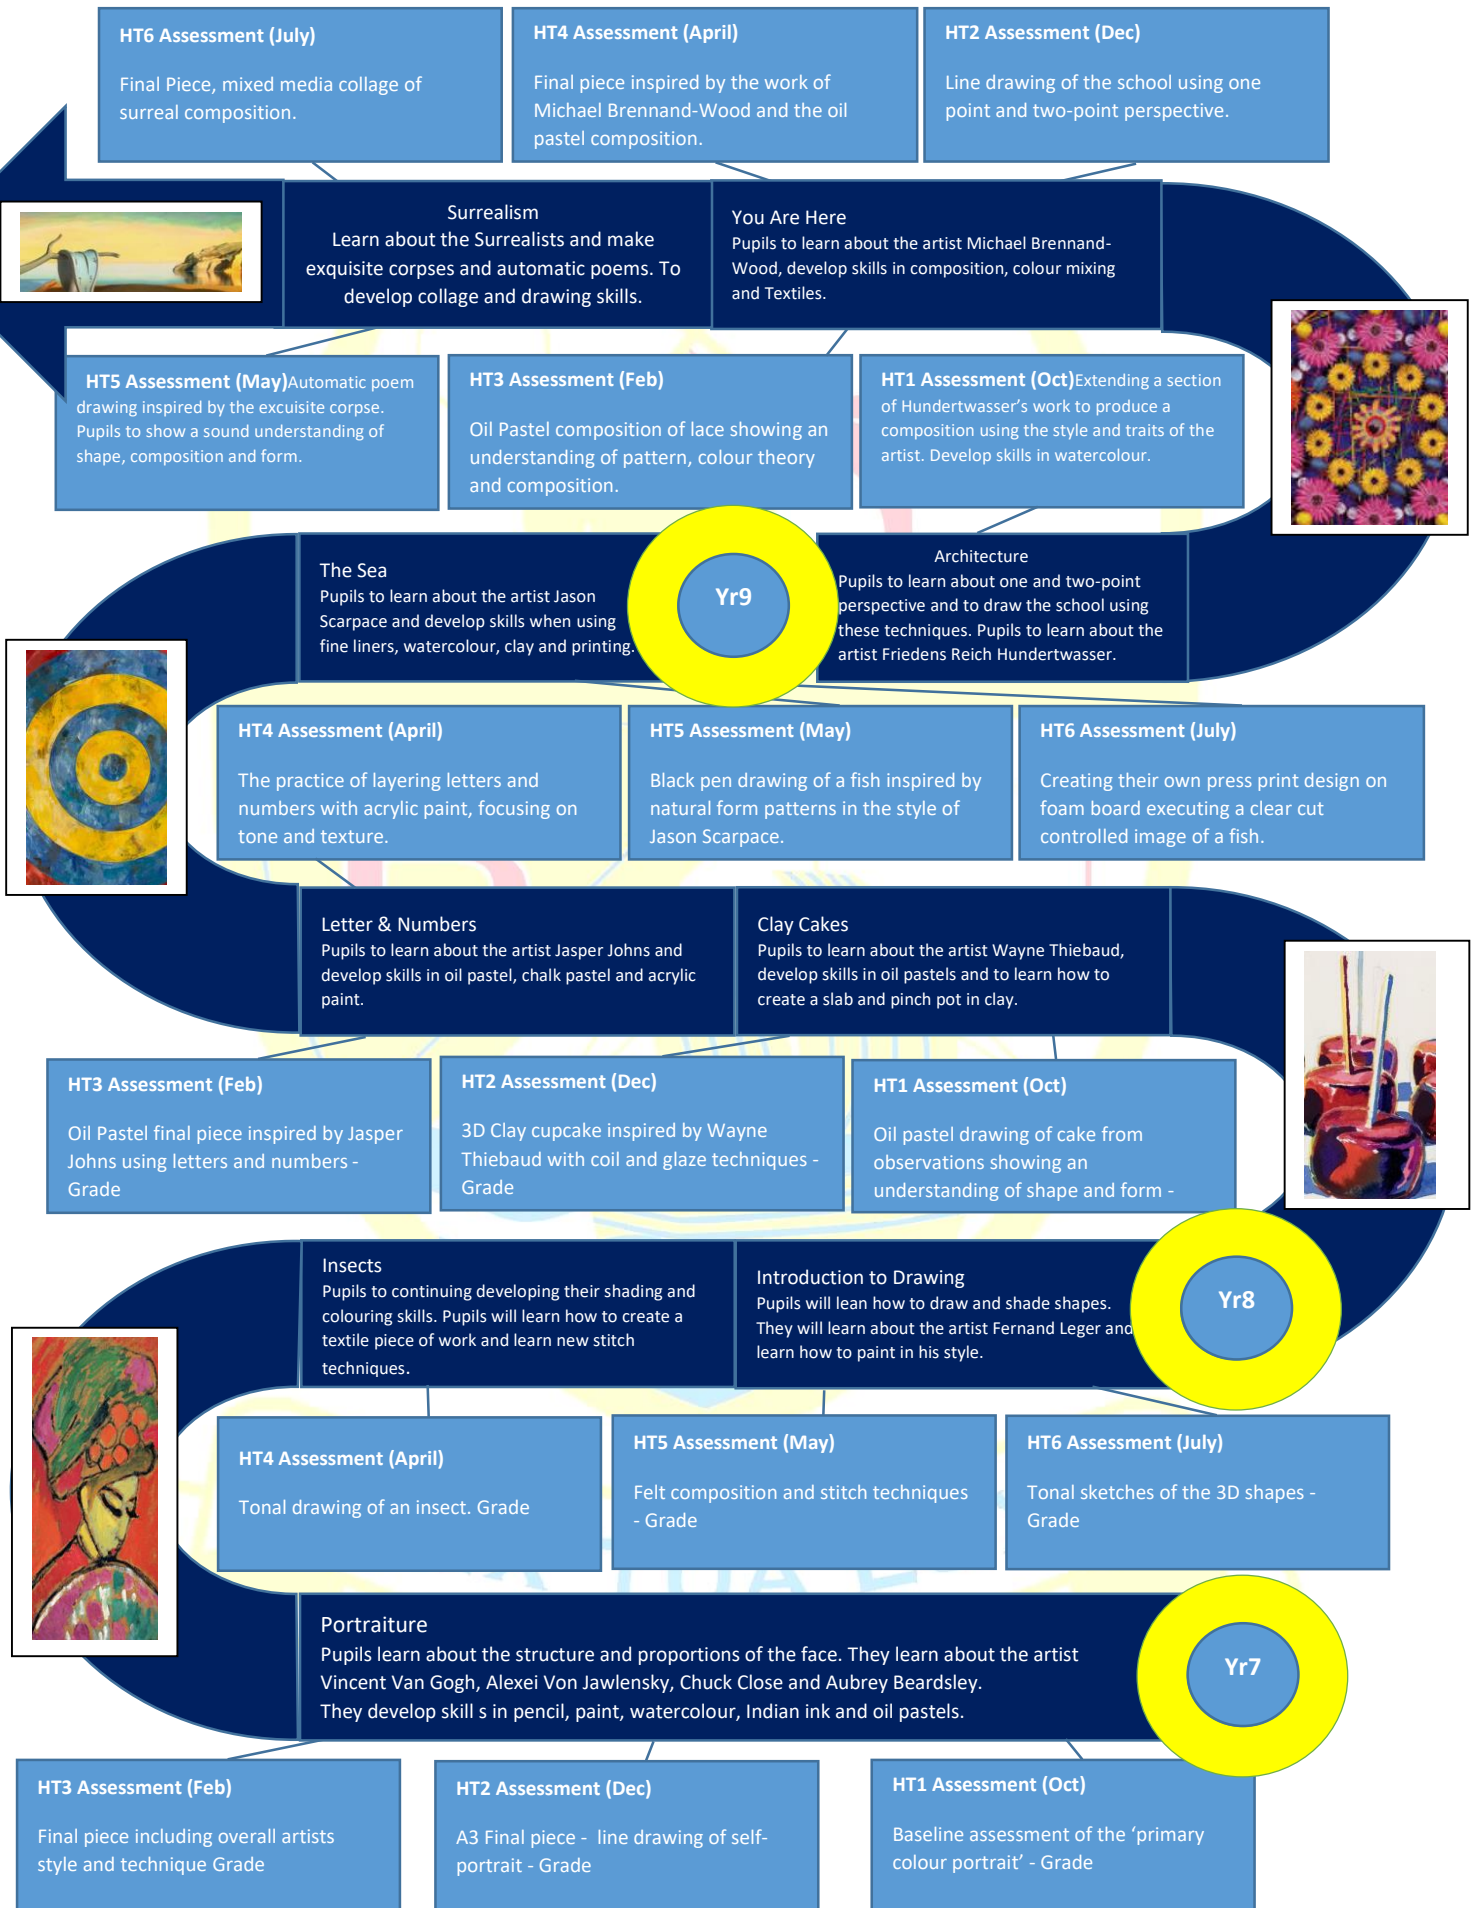 HT6 Assessment (July)
Final Piece, mixed media collage of
surreal composition.
HT4 Assessment (April)
Final piece inspired by the work of
Michael Brennand-Wood and the oil
pastel composition.
HT2 Assessment (Dec)
Line drawing of the school using one
point and two-point perspective.
Surrealism
Learn about the Surrealists and make
exquisite corpses and automatic poems. To
develop collage and drawing skills.
You Are Here
Pupils to learn about the artist Michael Brennand-
Wood, develop skills in composition, colour mixing
and Textiles.
HT5 Assessment (May)Automatic poem
drawing inspired by the excuisite corpse.
Pupils to show a sound understanding of
shape, composition and form.
HT3 Assessment (Feb)
Oil Pastel composition of lace showing an
understanding of pattern, colour theory
and composition.
HT1 Assessment (Oct)Extending a section
of Hundertwasser's work to produce a
composition using the style and traits of the
artist. Develop skills in watercolour.
The Sea
Pupils to learn about the artist Jason
Scarpace and develop skills when using
fine liners, watercolour, clay and printing.
Yr9
Architecture
Pupils to learn about one and two-point
perspective and to draw the school using
these techniques. Pupils to learn about the
artist Friedens Reich Hundertwasser.
HT4 Assessment (April)
The practice of layering letters and
numbers with acrylic paint, focusing on
tone and texture.
HT5 Assessment (May)
Black pen drawing of a fish inspired by
natural form patterns in the style of
Jason Scarpace.
HT6 Assessment (July)
Creating their own press print design on
foam board executing a clear cut
controlled image of a fish.
Letter & Numbers
Pupils to learn about the artist Jasper Johns and
develop skills in oil pastel, chalk pastel and acrylic
paint.
Clay Cakes
Pupils to learn about the artist Wayne Thiebaud,
develop skills in oil pastels and to learn how to
create a slab and pinch pot in clay.
HT3 Assessment (Feb)
Oil Pastel final piece inspired by Jasper
Johns using letters and numbers -
Grade
HT2 Assessment (Dec)
3D Clay cupcake inspired by Wayne
Thiebaud with coil and glaze techniques -
Grade
HT1 Assessment (Oct)
Oil pastel drawing of cake from
observations showing an
understanding of shape and form -
Insects
Pupils to continuing developing their shading and
colouring skills. Pupils will learn how to create a
textile piece of work and learn new stitch
techniques.
Introduction to Drawing
Pupils will lean how to draw and shade shapes.
They will learn about the artist Fernand Leger and
learn how to paint in his style.
Yr8
HT4 Assessment (April)
Tonal drawing of an insect. Grade
HT5 Assessment (May)
Felt composition and stitch techniques
- Grade
HT6 Assessment (July)
Tonal sketches of the 3D shapes -
Grade
Portraiture
Pupils learn about the structure and proportions of the face. They learn about the artist
Vincent Van Gogh, Alexei Von Jawlensky, Chuck Close and Aubrey Beardsley.
They develop skill s in pencil, paint, watercolour, Indian ink and oil pastels.
Yr7
HT3 Assessment (Feb)
Final piece including overall artists
style and technique Grade
HT2 Assessment (Dec)
A3 Final piece -  line drawing of self-
portrait - Grade
HT1 Assessment (Oct)
Baseline assessment of the ‘primary
colour portrait’ - Grade